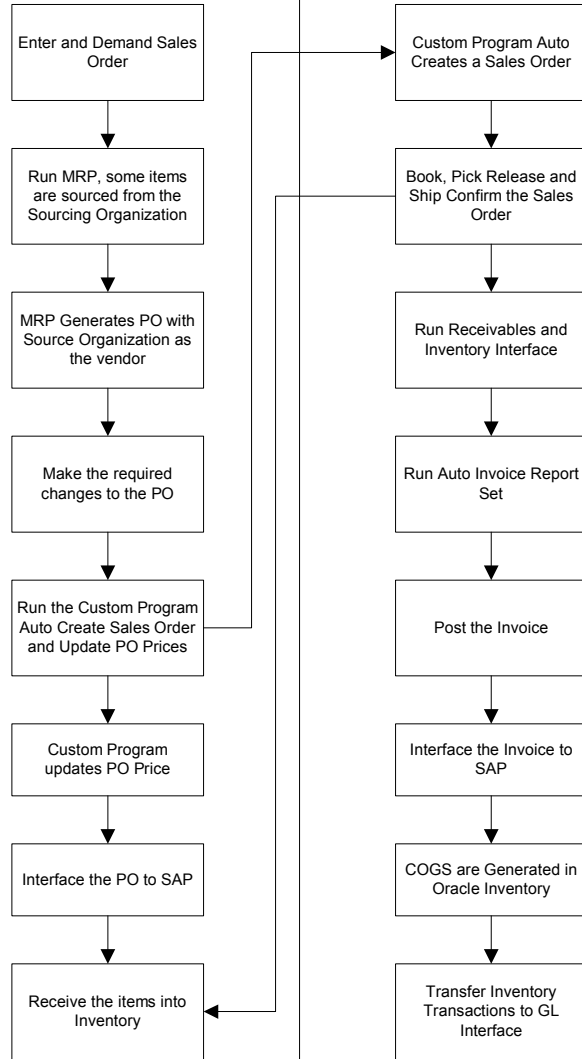 Enter and Demand Sales
Order
Run MRP, some items
are sourced from the
Sourcing Organization
MRP Generates PO with
Source Organization as
the vendor
Make the required
changes to the PO
Run the Custom Program
Auto Create Sales Order
and Update PO Prices
Custom Program
updates PO Price
Interface the PO to SAP
Receive the items into
Inventory
Custom Program Auto
Creates a Sales Order
Book, Pick Release and
Ship Confirm the Sales
Order
Run Receivables and
Inventory Interface
Run Auto Invoice Report
Set
Post the Invoice
Interface the Invoice to
SAP
COGS are Generated in
Oracle Inventory
Transfer Inventory
Transactions to GL
Interface